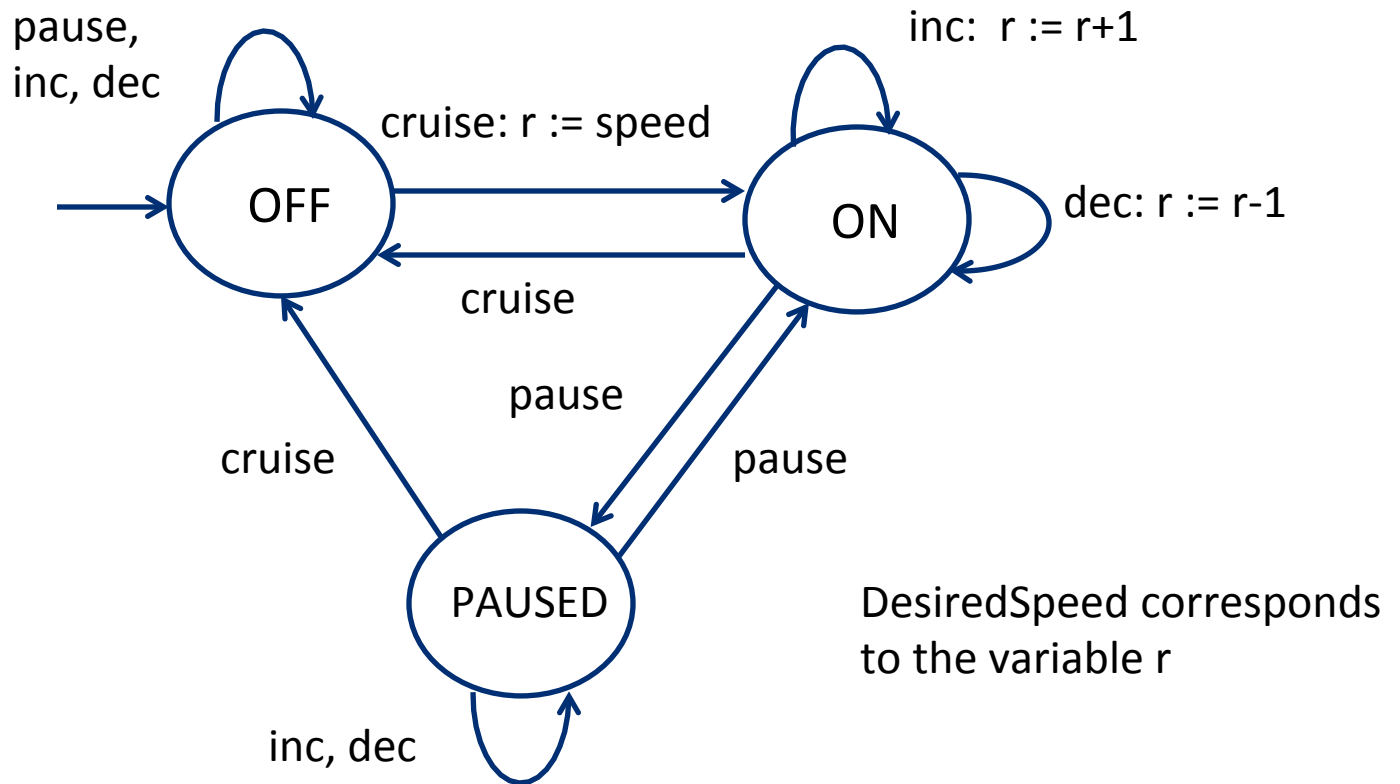 pause,
inc, dec
inc:  r := r+1
cruise: r := speed
OFF
ON
dec: r := r-1
cruise
pause
cruise
pause
PAUSED
DesiredSpeed corresponds
to the variable r
inc, dec